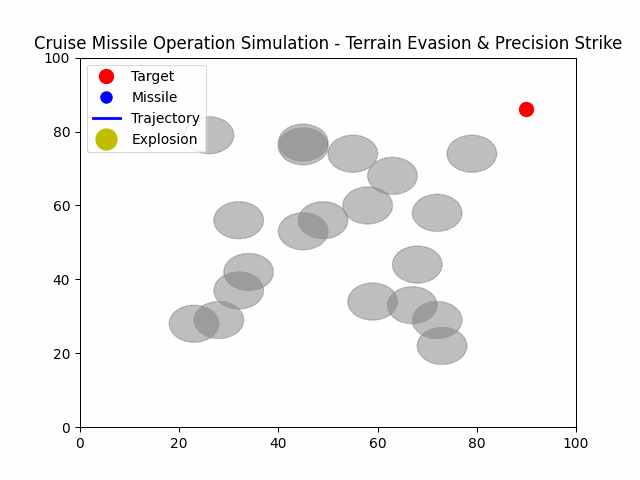 Cruise Missile Operation Simulation - Terrain Evasion & Precision Strike
100
80
60
40
20
0
Target
Missile
Trajectory
Explosion
0 20 40 60 80 100